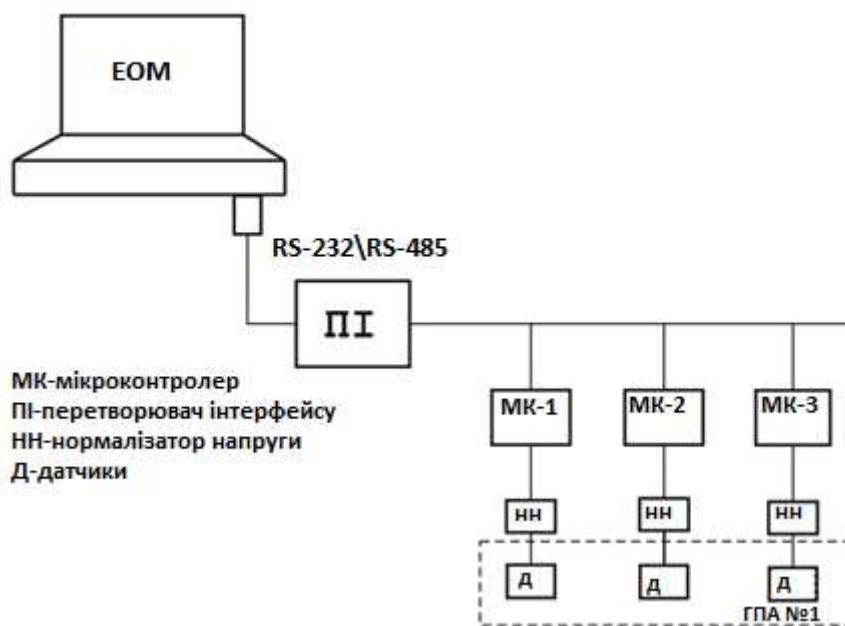 ЕОМ
RS-232\RS-485
ПІ
МК-мікроконтролер
ПІ-перетворювач інтерфейсу
НН-нормалізатор напруги
Д-датчики
МК-1 МК-2 МК-3
НН НН НН
Д Д Д
ГПА №1